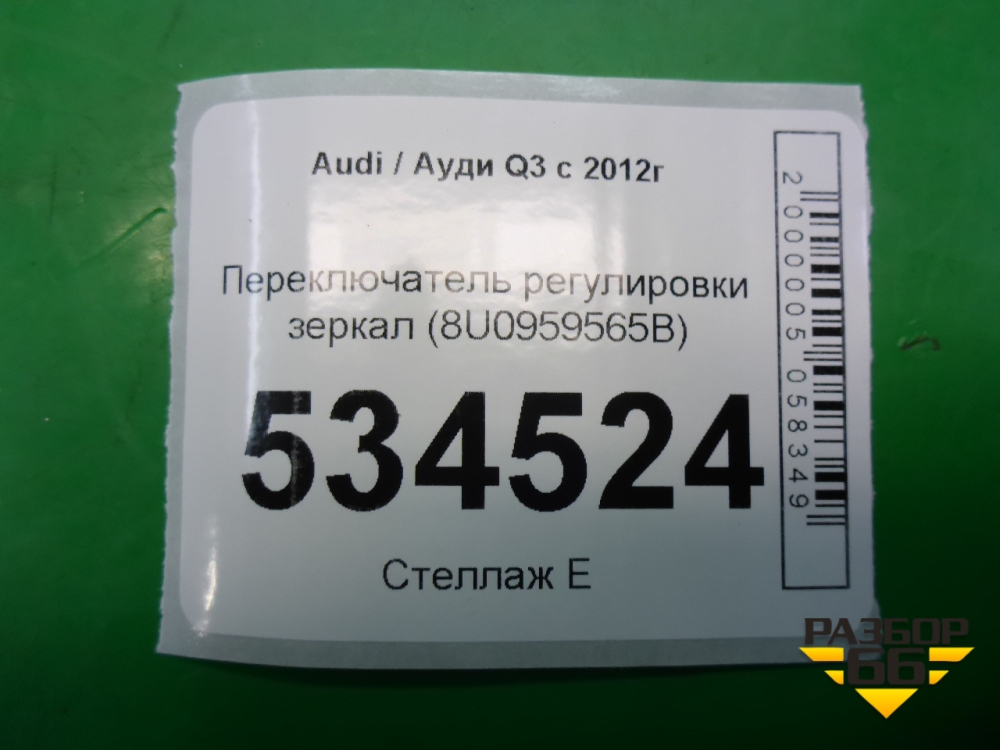 Audi / Ауди Q3 с 2012г
Переключатель регулировки
зеркал (8U0959565B)
534524
Стеллаж Е
2000005058349
РАЗБОР
66